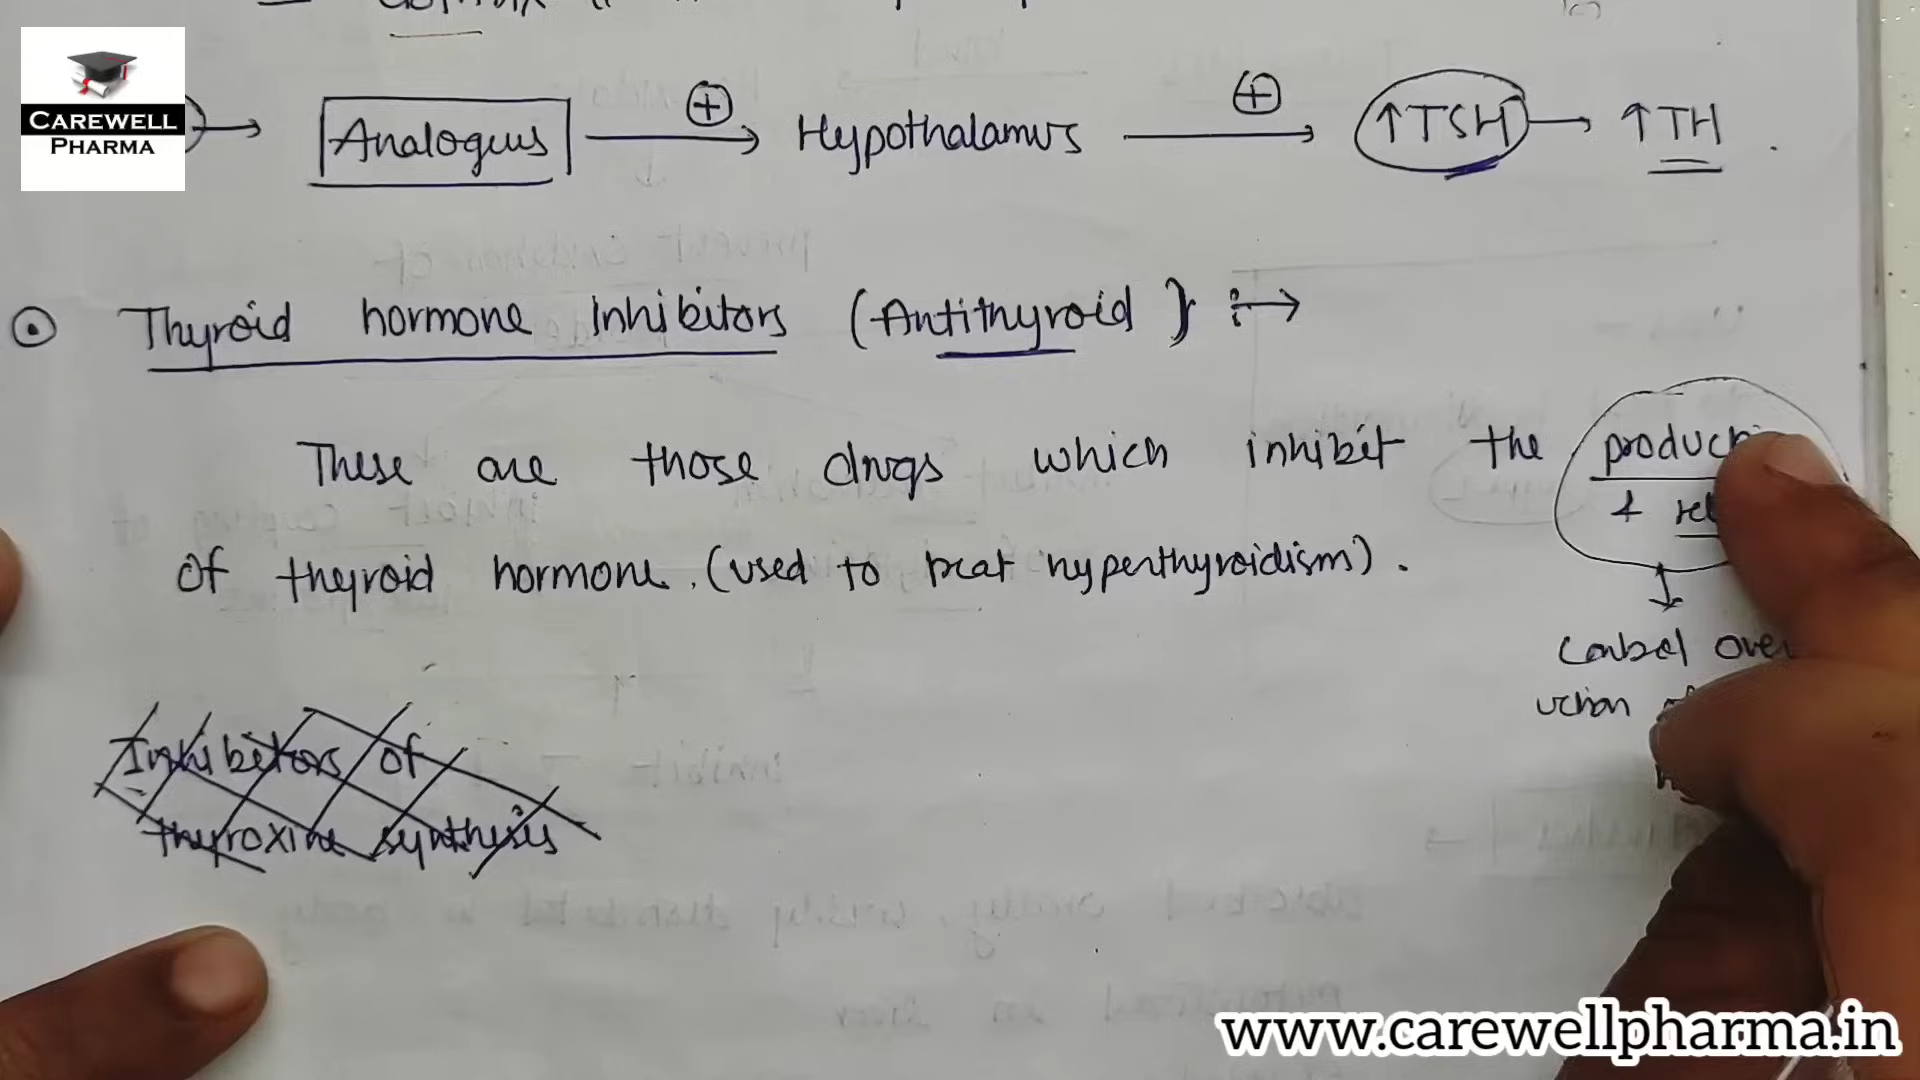 CAREWELL
PHARMA
→ Analogus ⊕→ Hypothalamus ⊕→ ↑TSH → ↑TH
⊙ Thyroid hormone Inhibitors (Antithyroid) :→
These are those drugs which inhibit the
of thyroid hormone. (used to treat hyperthyroidism).
Inhibitors of
thyroxine synthesis
www.carewellpharma.in